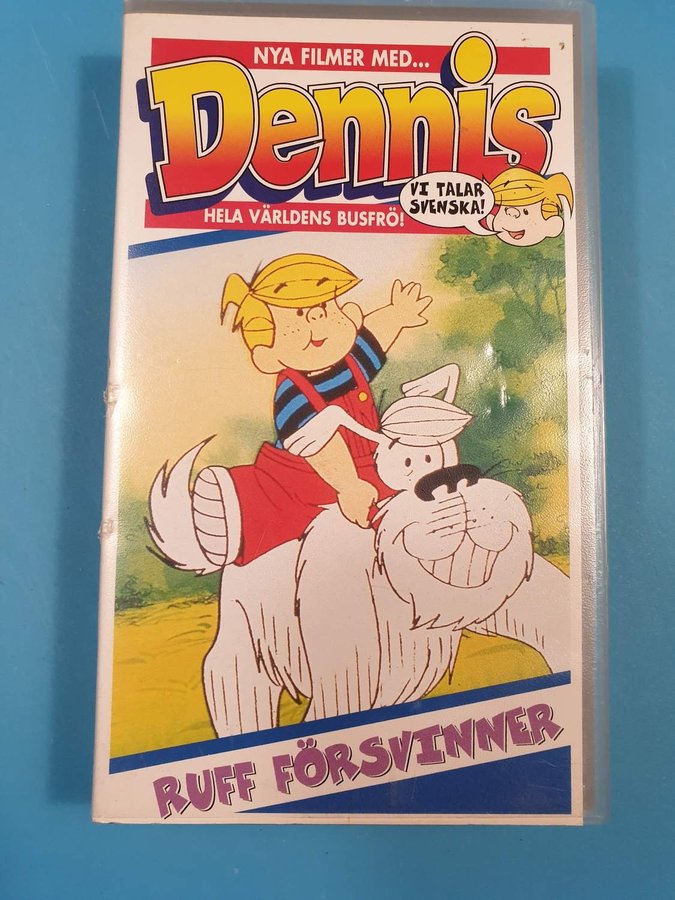 NYA FILMER MED...
Dennis
VI TALAR
SVENSKA!
HELA VÄRLDENS BUSFRÖ!
RUFF FÖRSVINNER